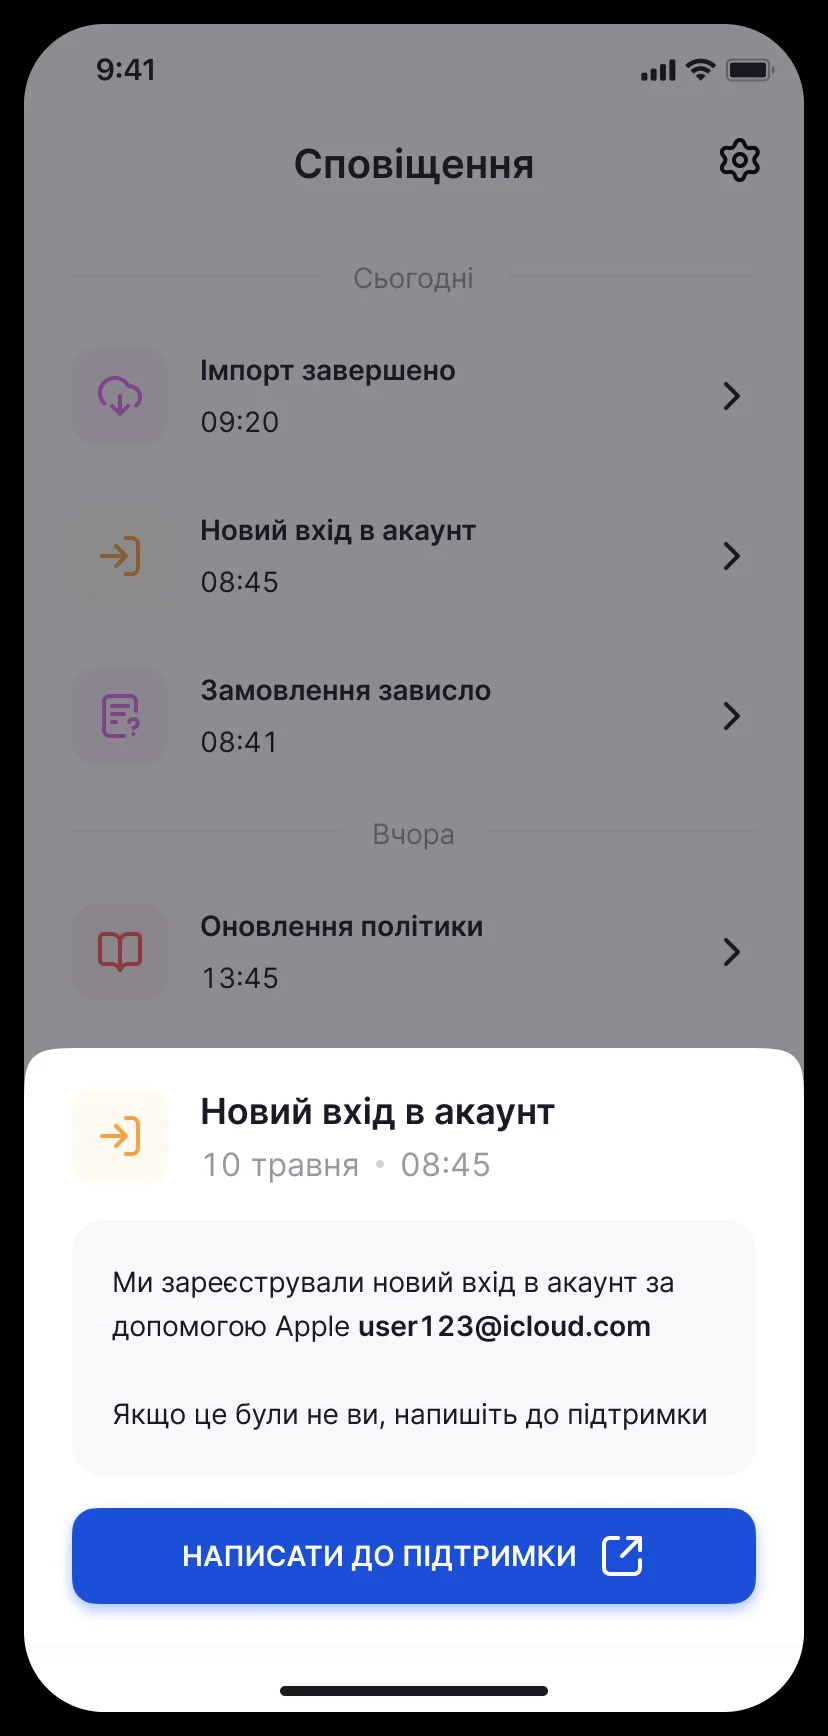 9:41
Сповіщення
Сьогодні
Імпорт завершено
09:20
Новий вхід в акаунт
08:45
Замовлення зависло
08:41
Вчора
Оновлення політики
13:45
Новий вхід в акаунт
10 травня • 08:45
Ми зареєстрували новий вхід в акаунт за
допомогою Apple user123@icloud.com
Якщо це були не ви, напишіть до підтримки
НАПИСАТИ ДО ПІДТРИМКИ